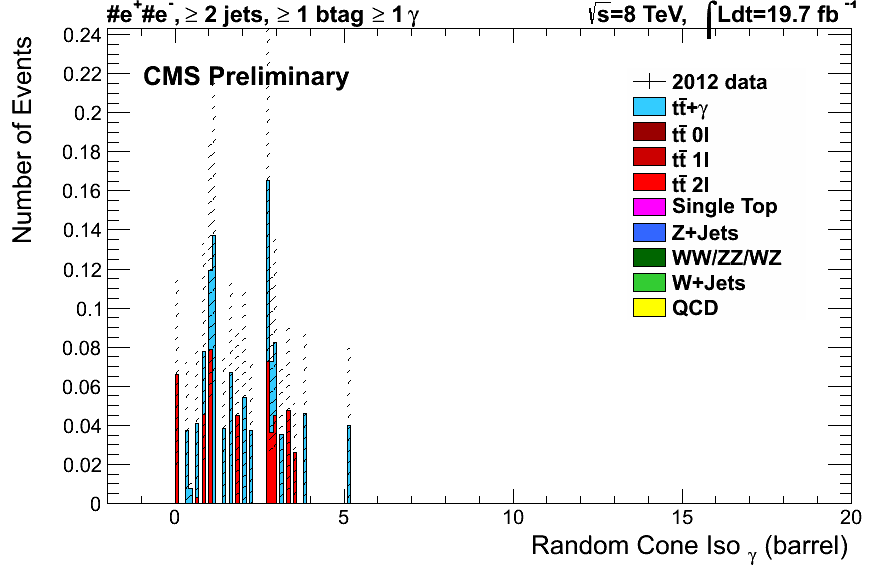 #e⁺#e⁻, ≥ 2 jets, ≥ 1 btag ≥ 1 γ
√s=8 TeV, ∫Ldt=19.7 fb⁻¹
CMS Preliminary
2012 data
tt̄+γ
tt̄ 0l
tt̄ 1l
tt̄ 2l
Single Top
Z+Jets
WW/ZZ/WZ
W+Jets
QCD
Number of Events
0.24
0.22
0.2
0.18
0.16
0.14
0.12
0.1
0.08
0.06
0.04
0.02
0
0 5 10 15 20
Random Cone Iso γ (barrel)